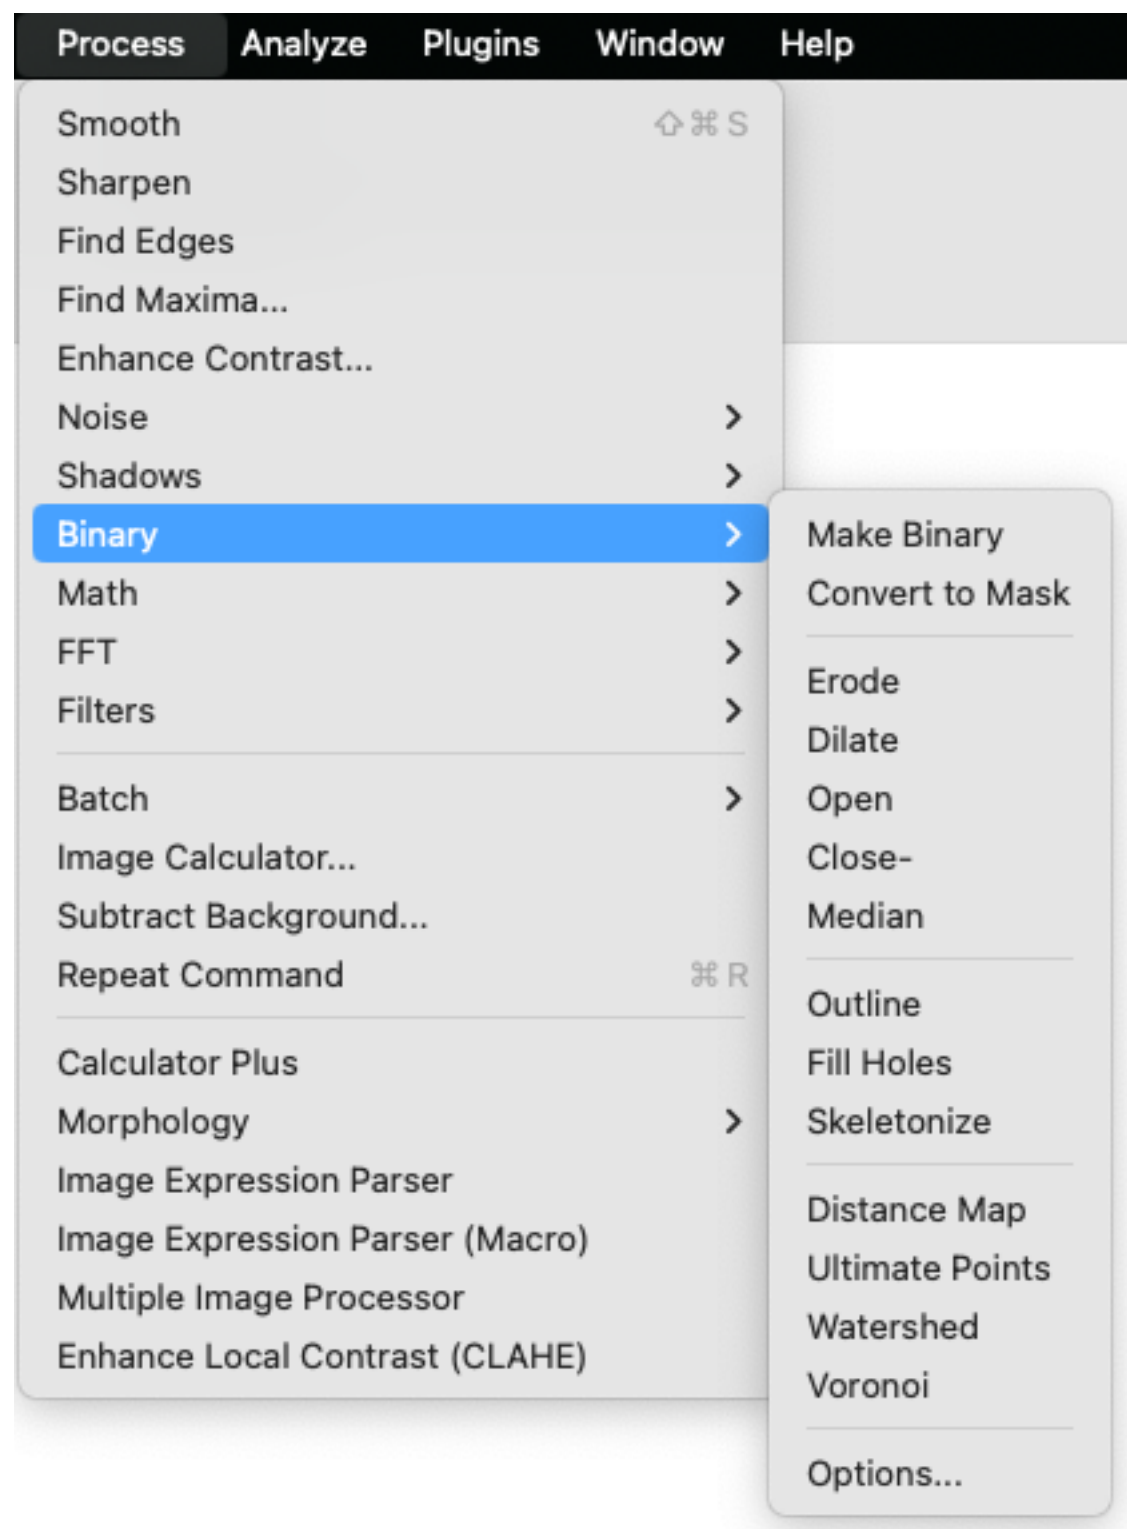 Process Analyze Plugins Window Help
Smooth ⇧⌘S
Sharpen
Find Edges
Find Maxima...
Enhance Contrast...
Noise
Shadows
Binary
Math
FFT
Filters
Batch
Image Calculator...
Subtract Background...
Repeat Command ⌘R
Calculator Plus
Morphology
Image Expression Parser
Image Expression Parser (Macro)
Multiple Image Processor
Enhance Local Contrast (CLAHE)
Make Binary
Convert to Mask
Erode
Dilate
Open
Close-
Median
Outline
Fill Holes
Skeletonize
Distance Map
Ultimate Points
Watershed
Voronoi
Options...